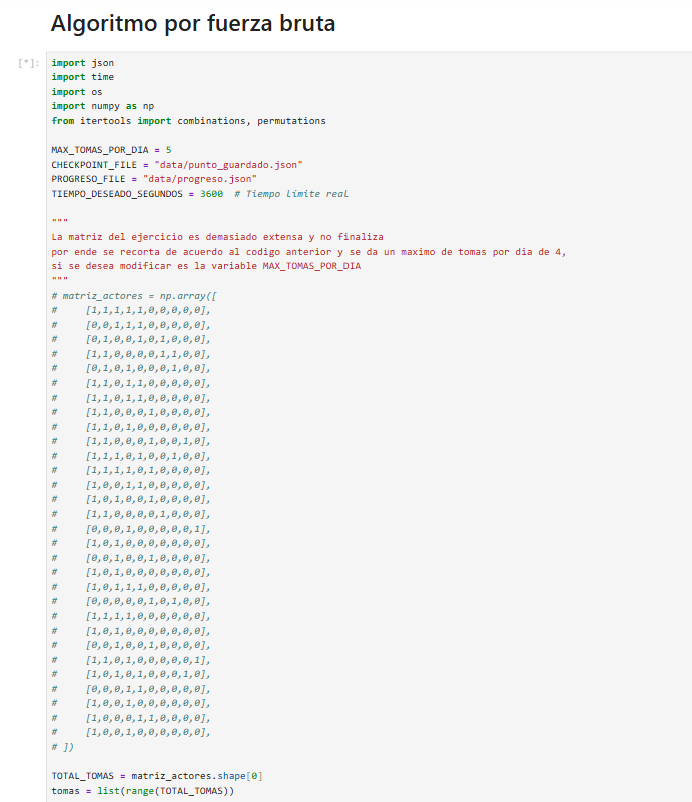 Algoritmo por fuerza bruta
[*]: import json
import time
import os
import numpy as np
from itertools import combinations, permutations
MAX_TOMAS_POR_DIA = 5
CHECKPOINT_FILE = "data/punto_guardado.json"
PROGRESO_FILE = "data/progreso.json"
TIEMPO_DESEADO_SEGUNDOS = 3600  # Tiempo límite real
"""
La matriz del ejercicio es demasiado extensa y no finaliza
por ende se recorta de acuerdo al codigo anterior y se da un maximo de tomas por dia de 4,
si se desea modificar es la variable MAX_TOMAS_POR_DIA
"""
# matriz_actores = np.array([
#     [1,1,1,1,1,0,0,0,0,0],
#     [0,0,1,1,1,0,0,0,0,0],
#     [0,1,0,0,1,0,1,0,0,0],
#     [1,1,0,0,0,0,1,1,0,0],
#     [0,1,0,1,0,0,0,1,0,0],
#     [1,1,0,1,1,0,0,0,0,0],
#     [1,1,0,1,1,0,0,0,0,0],
#     [1,1,0,0,0,1,0,0,0,0],
#     [1,1,0,1,0,0,0,0,0,0],
#     [1,1,0,0,0,1,0,0,1,0],
#     [1,1,1,0,1,0,0,1,0,0],
#     [1,1,1,1,0,1,0,0,0,0],
#     [1,0,0,1,1,0,0,0,0,0],
#     [1,0,1,0,0,1,0,0,0,0],
#     [1,1,0,0,0,0,1,0,0,0],
#     [0,0,0,1,0,0,0,0,0,1],
#     [1,0,1,0,0,0,0,0,0,0],
#     [0,0,1,0,0,1,0,0,0,0],
#     [1,0,1,0,0,0,0,0,0,0],
#     [1,0,1,1,1,0,0,0,0,0],
#     [0,0,0,0,0,1,0,1,0,0],
#     [1,1,1,1,0,0,0,0,0,0],
#     [1,0,1,0,0,0,0,0,0,0],
#     [0,0,1,0,0,1,0,0,0,0],
#     [1,1,0,1,0,0,0,0,0,1],
#     [1,0,1,0,1,0,0,0,1,0],
#     [0,0,0,1,1,0,0,0,0,0],
#     [1,0,0,1,0,0,0,0,0,0],
#     [1,0,0,0,1,1,0,0,0,0],
#     [1,0,0,1,0,0,0,0,0,0],
# ])
TOTAL_TOMAS = matriz_actores.shape[0]
tomas = list(range(TOTAL_TOMAS))